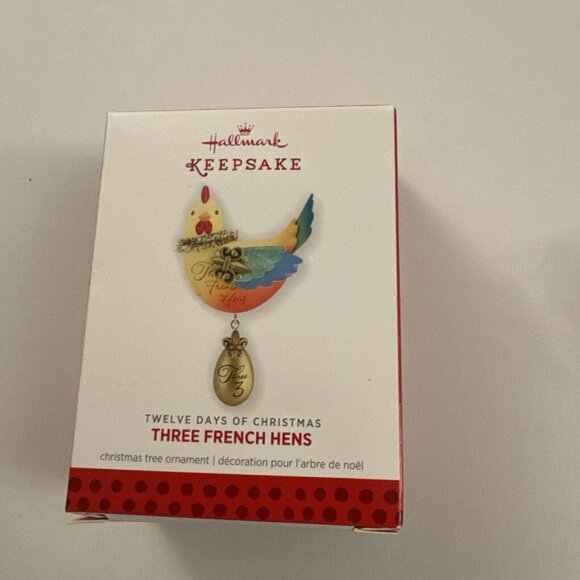 Hallmark
KEEPSAKE
Three
French
Hens
Three
3
TWELVE DAYS OF CHRISTMAS
THREE FRENCH HENS
christmas tree ornament | décoration pour l'arbre de noël